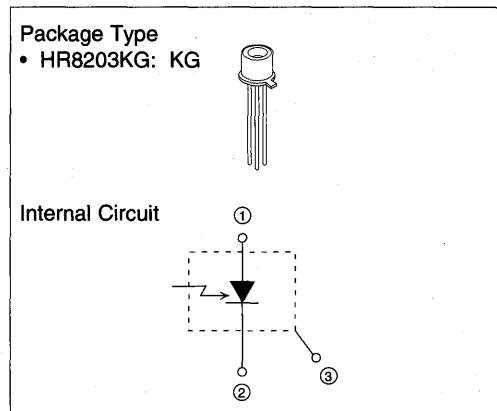 Package Type
• HR8203KG: KG
Internal Circuit
①
②
③